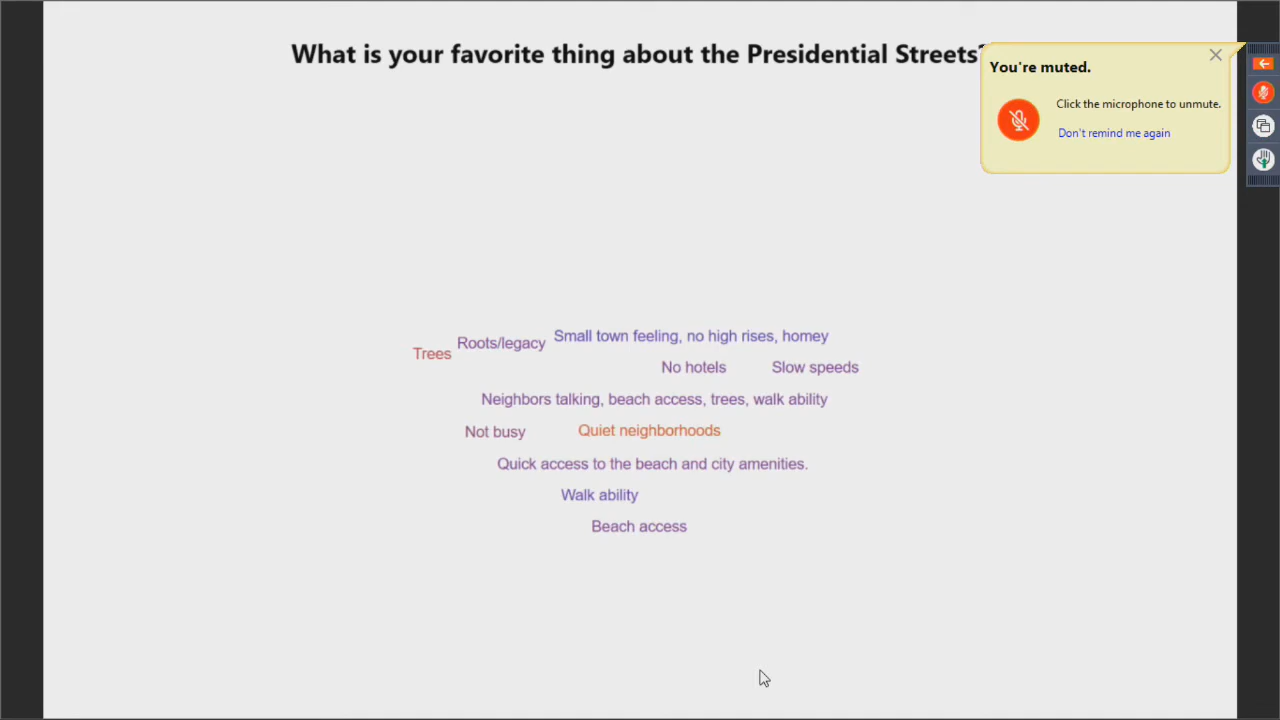 What is your favorite thing about the Presidential Streets?
You're muted.
Click the microphone to unmute.
Don't remind me again
Small town feeling, no high rises, homey
Roots/legacy
Trees
No hotels
Slow speeds
Neighbors talking, beach access, trees, walk ability
Not busy
Quiet neighborhoods
Quick access to the beach and city amenities.
Walk ability
Beach access